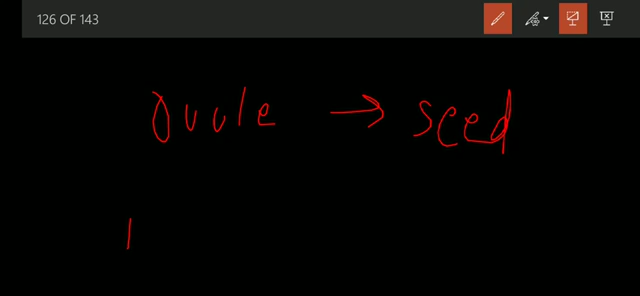 126 OF 143
Ovule → seed